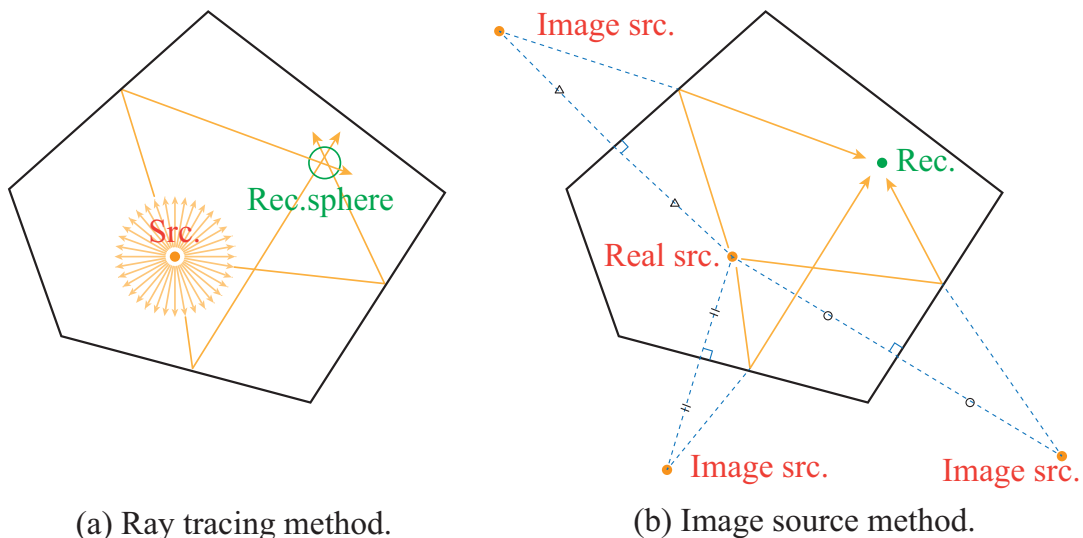 Src.
Rec.sphere
(a) Ray tracing method.
Image src.
Rec.
Real src.
Image src.
Image src.
(b) Image source method.